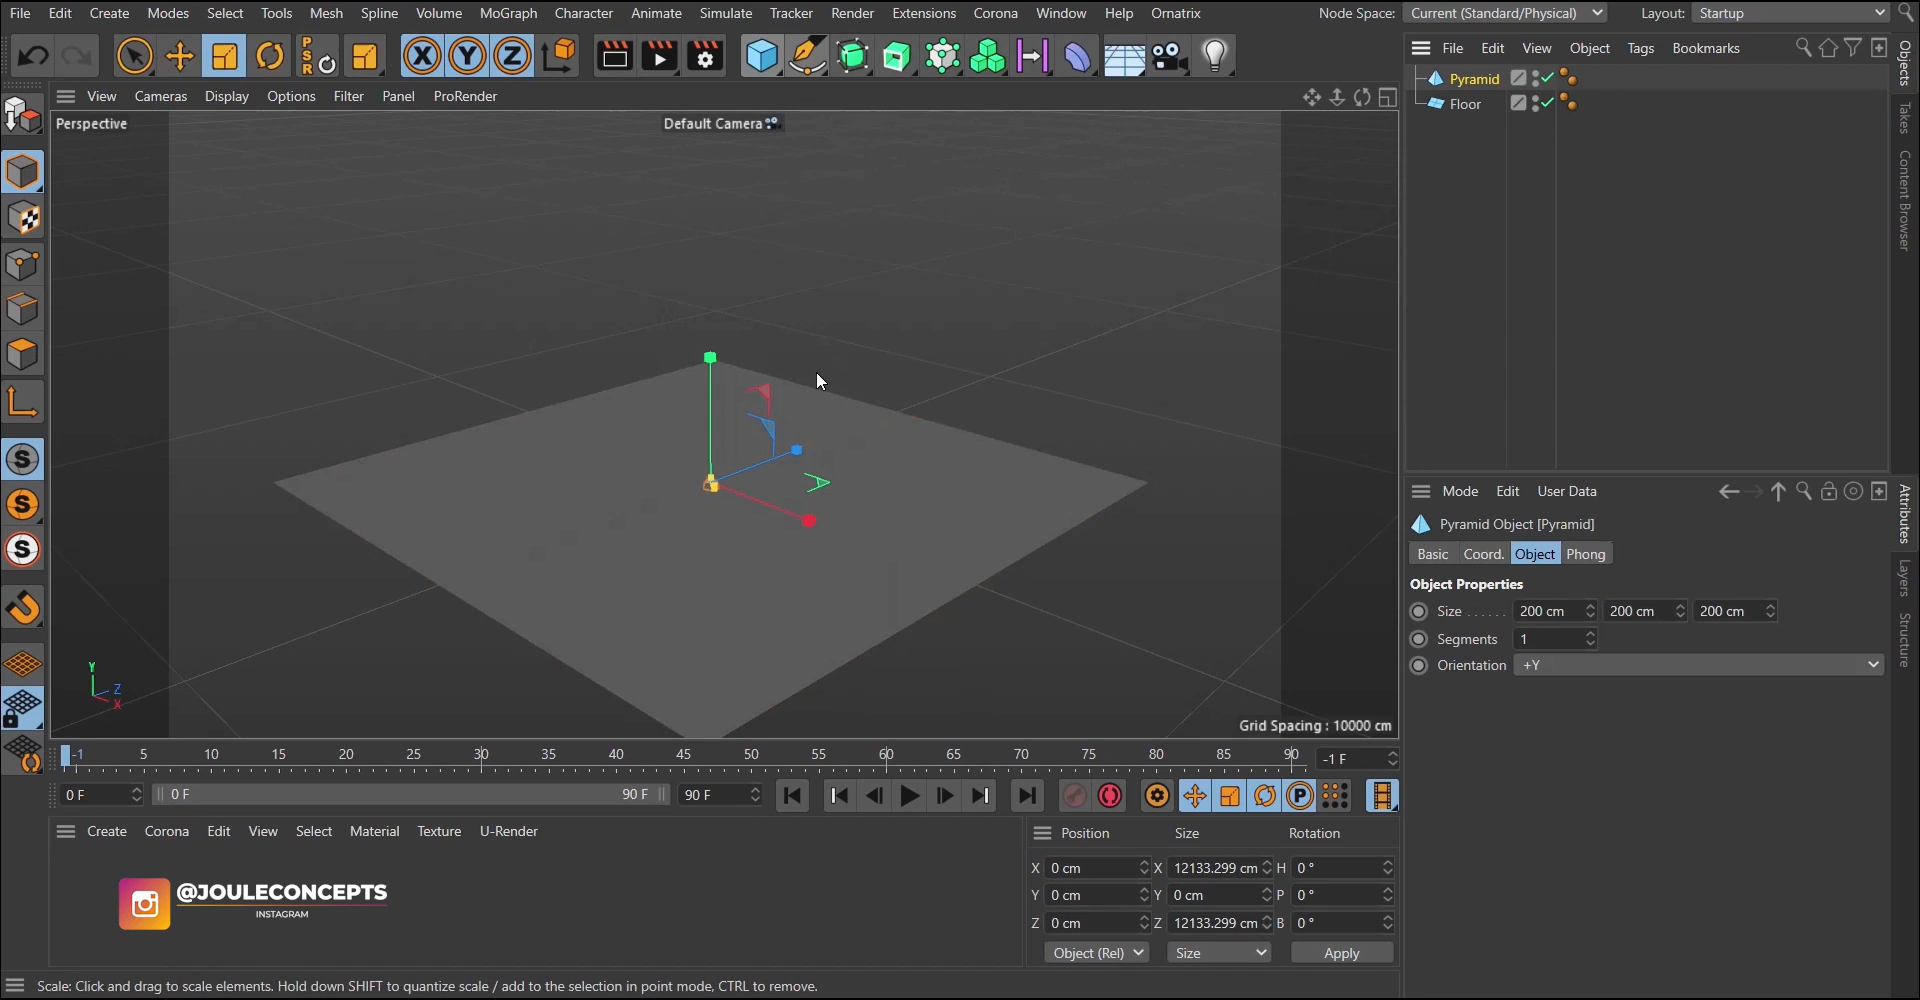 File Edit Create Modes Select Tools Mesh Spline Volume MoGraph Character Animate Simulate Tracker Render Extensions Corona Window Help Ornatrix Node Space: Current (Standard/Physical) Layout: Startup
P
S
R
X Y Z
File Edit View Object Tags Bookmarks
Pyramid
Floor
Objects
Takes
Content Browser
View Cameras Display Options Filter Panel ProRender
Perspective
Default Camera
Y
Z
X
Grid Spacing : 10000 cm
S
S
S
Mode Edit User Data
Pyramid Object [Pyramid]
Basic Coord. Object Phong
Object Properties
Size . . . . . . 200 cm 200 cm 200 cm
Segments 1
Orientation +Y
Attributes
Layers
Structure
-1 5 10 15 20 25 30 35 40 45 50 55 60 65 70 75 80 85 90 -1 F
0 F 0 F 90 F 90 F
P
Create Corona Edit View Select Material Texture U-Render
@JOULECONCEPTS
INSTAGRAM
Position Size Rotation
X 0 cm X 12133.299 cm H 0 °
Y 0 cm Y 0 cm P 0 °
Z 0 cm Z 12133.299 cm B 0 °
Object (Rel) Size Apply
Scale: Click and drag to scale elements. Hold down SHIFT to quantize scale / add to the selection in point mode, CTRL to remove.